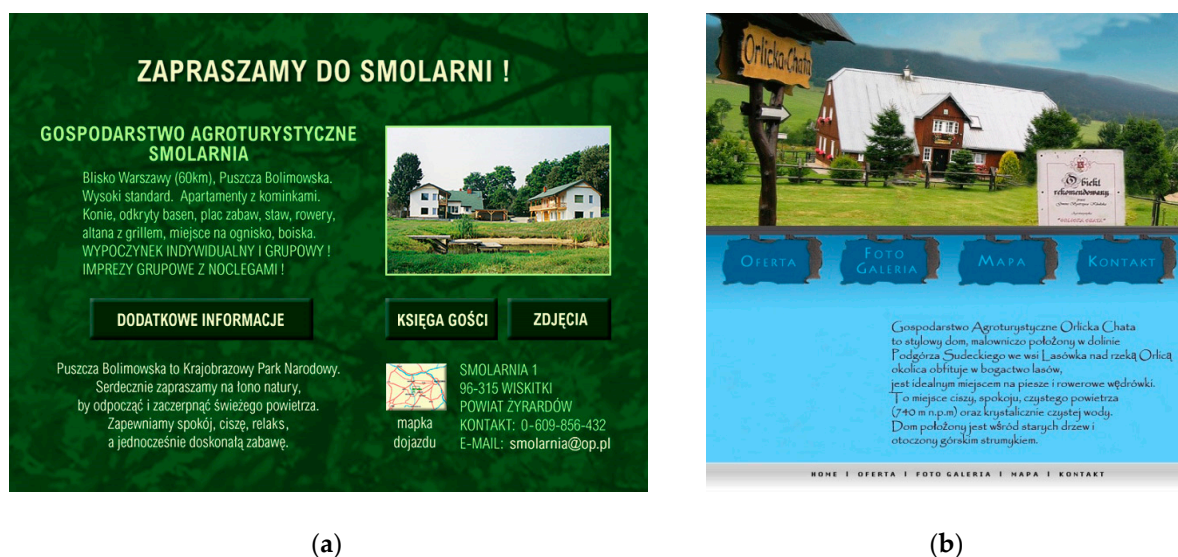 ZAPRASZAMY DO SMOLARNI !
GOSPODARSTWO AGROTURYSTYCZNE
SMOLARNIA
Blisko Warszawy (60km), Puszcza Bolimowska.
Wysoki standard. Apartamenty z kominkami.
Konie, odkryty basen, plac zabaw, staw, rowery,
altana z grillem, miejsce na ognisko, boiska.
WYPOCZYNEK INDYWIDUALNY I GRUPOWY !
IMPREZY GRUPOWE Z NOCLEGAMI !
DODATKOWE INFORMACJE
KSIĘGA GOŚCI
ZDJĘCIA
Puszcza Bolimowska to Krajobrazowy Park Narodowy.
Serdecznie zapraszamy na łono natury,
by odpocząć i zaczerpnąć świeżego powietrza.
Zapewniamy spokój, ciszę, relaks,
a jednocześnie doskonałą zabawę.
mapka
dojazdu
SMOLARNIA 1
96-315 WISKITKI
POWIAT ŻYRARDÓW
KONTAKT: 0-609-856-432
E-MAIL: smolarnia@op.pl
(a)
Orlicka Chata
Obiekt
rekomendowany
OFERTA
FOTO
GALERIA
MAPA
KONTAKT
Gospodarstwo Agroturystyczne Orlicka Chata
to stylowy dom, malowniczo położony w dolinie
Podgórza Sudeckiego we wsi Lasówka nad rzeką Orlicą
okolica obfituje w bogactwo lasów,
jest idealnym miejscem na piesze i rowerowe wędrówki.
To miejsce ciszy, spokoju, czystego powietrza
(740 m n.p.m) oraz krystalicznie czystej wody.
Dom położony jest wśród starych drzew i
otoczony górskim strumykiem.
HOME | OFERTA | FOTO GALERIA | MAPA | KONTAKT
(b)